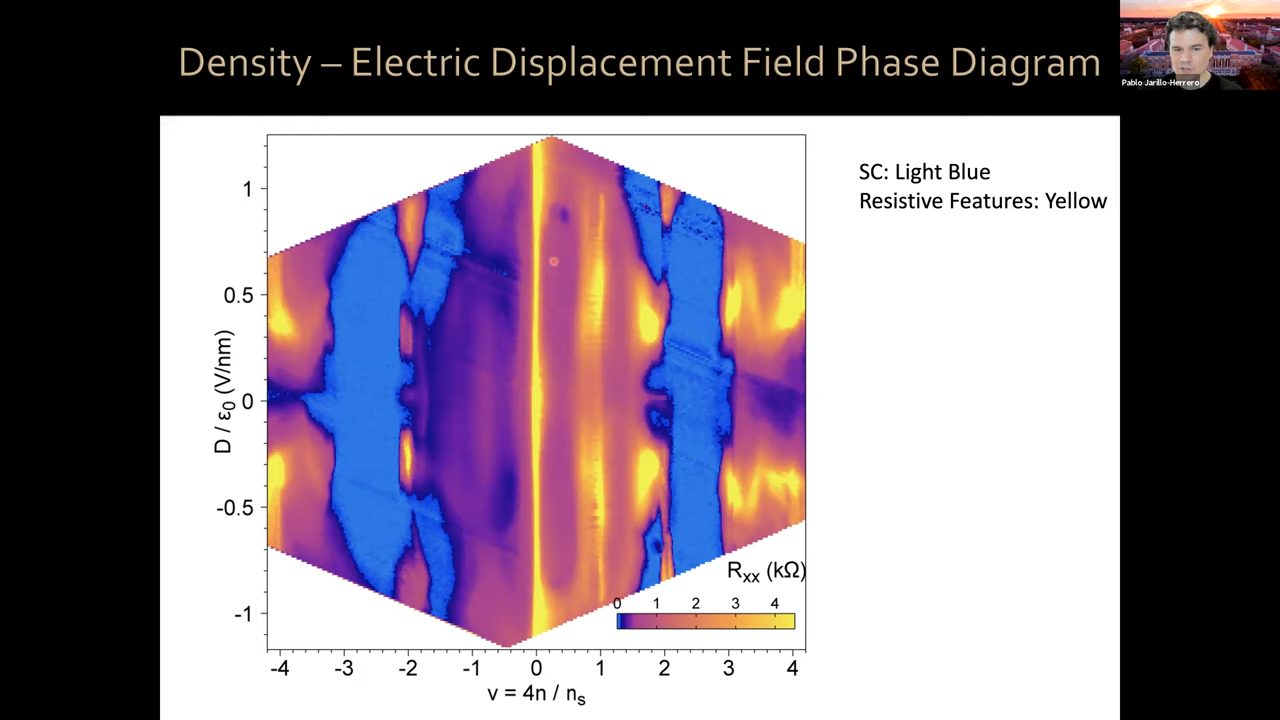 Density – Electric Displacement Field Phase Diagram
Pablo Jarillo-Herrero
SC: Light Blue
Resistive Features: Yellow
1
0.5
0
-0.5
-1
D / ε₀ (V/nm)
Rxx (kΩ)
0 1 2 3 4
-4 -3 -2 -1 0 1 2 3 4
ν = 4n / ns